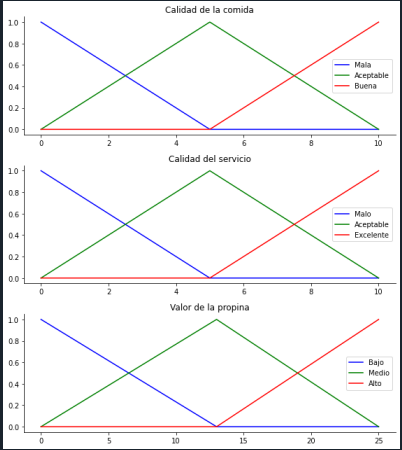 Calidad de la comida
1.0
0.8
0.6
0.4
0.2
0.0
Mala
Aceptable
Buena
0 2 4 6 8 10
Calidad del servicio
1.0
0.8
0.6
0.4
0.2
0.0
Malo
Aceptable
Excelente
0 2 4 6 8 10
Valor de la propina
1.0
0.8
0.6
0.4
0.2
0.0
Bajo
Medio
Alto
0 5 10 15 20 25